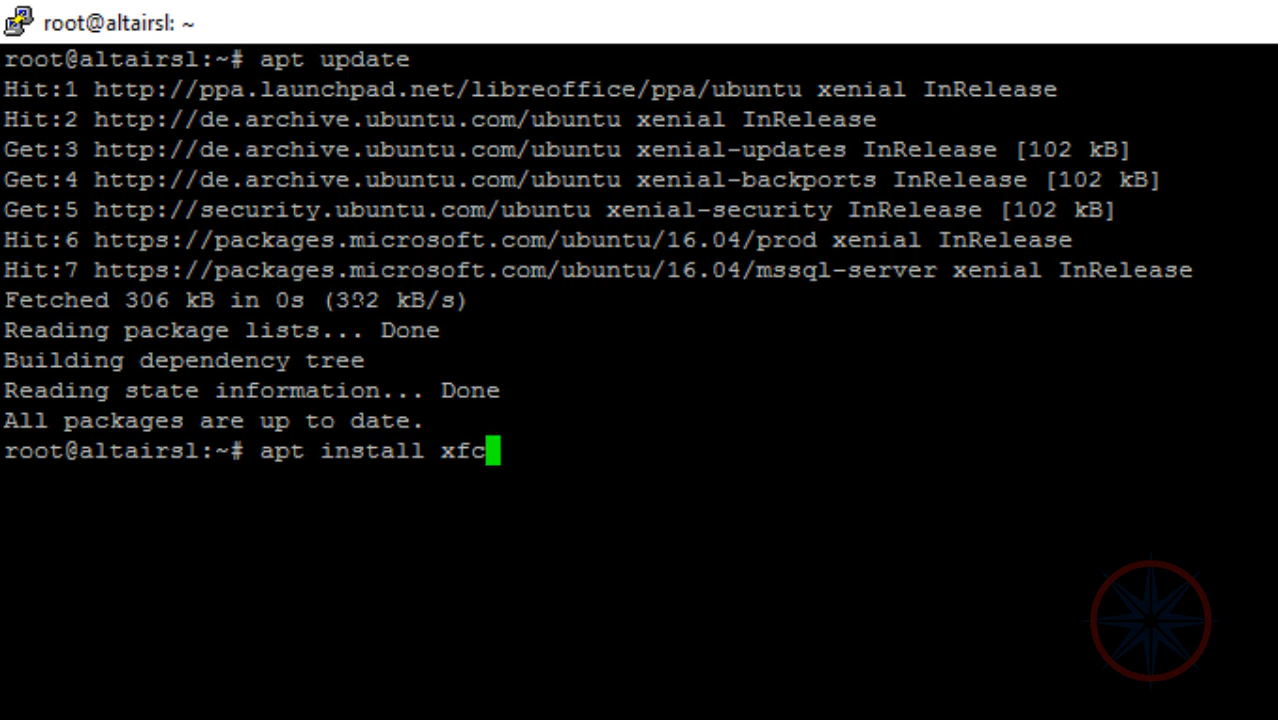 root@altairsl: ~
root@altairsl:~# apt update
Hit:1 http://ppa.launchpad.net/libreoffice/ppa/ubuntu xenial InRelease
Hit:2 http://de.archive.ubuntu.com/ubuntu xenial InRelease
Get:3 http://de.archive.ubuntu.com/ubuntu xenial-updates InRelease [102 kB]
Get:4 http://de.archive.ubuntu.com/ubuntu xenial-backports InRelease [102 kB]
Get:5 http://security.ubuntu.com/ubuntu xenial-security InRelease [102 kB]
Hit:6 https://packages.microsoft.com/ubuntu/16.04/prod xenial InRelease
Hit:7 https://packages.microsoft.com/ubuntu/16.04/mssql-server xenial InRelease
Fetched 306 kB in 0s (392 kB/s)
Reading package lists... Done
Building dependency tree
Reading state information... Done
All packages are up to date.
root@altairsl:~# apt install xfc